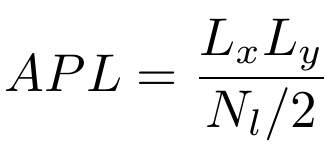 APL = \frac{L_x L_y}{N_l/2}